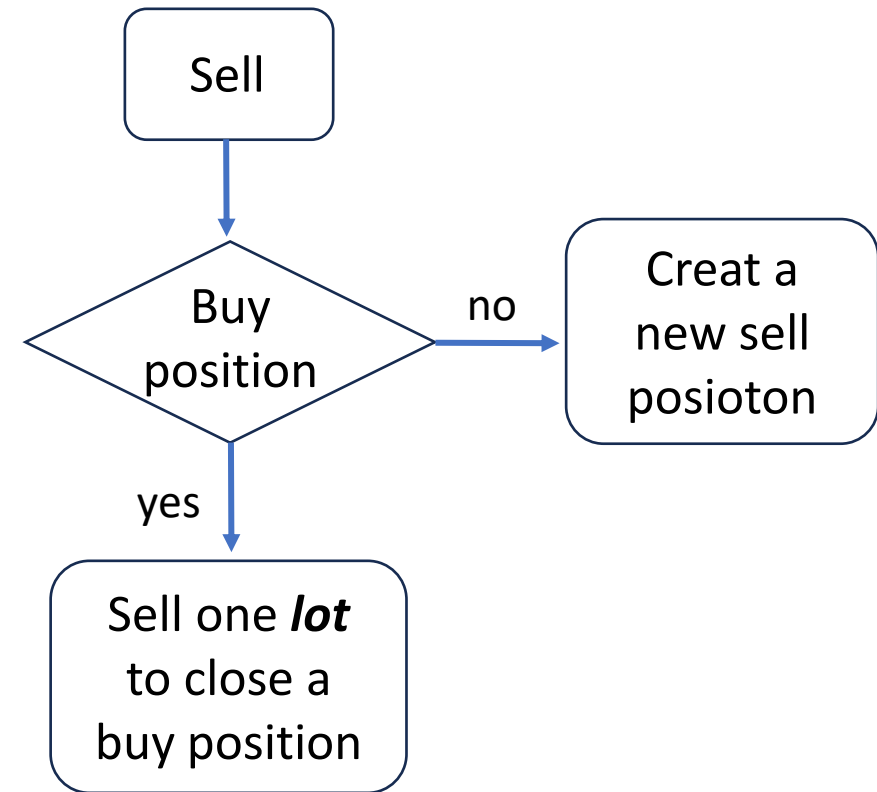 Sell
Buy
position
no
Creat a
new sell
posioton
yes
Sell one lot
to close a
buy position